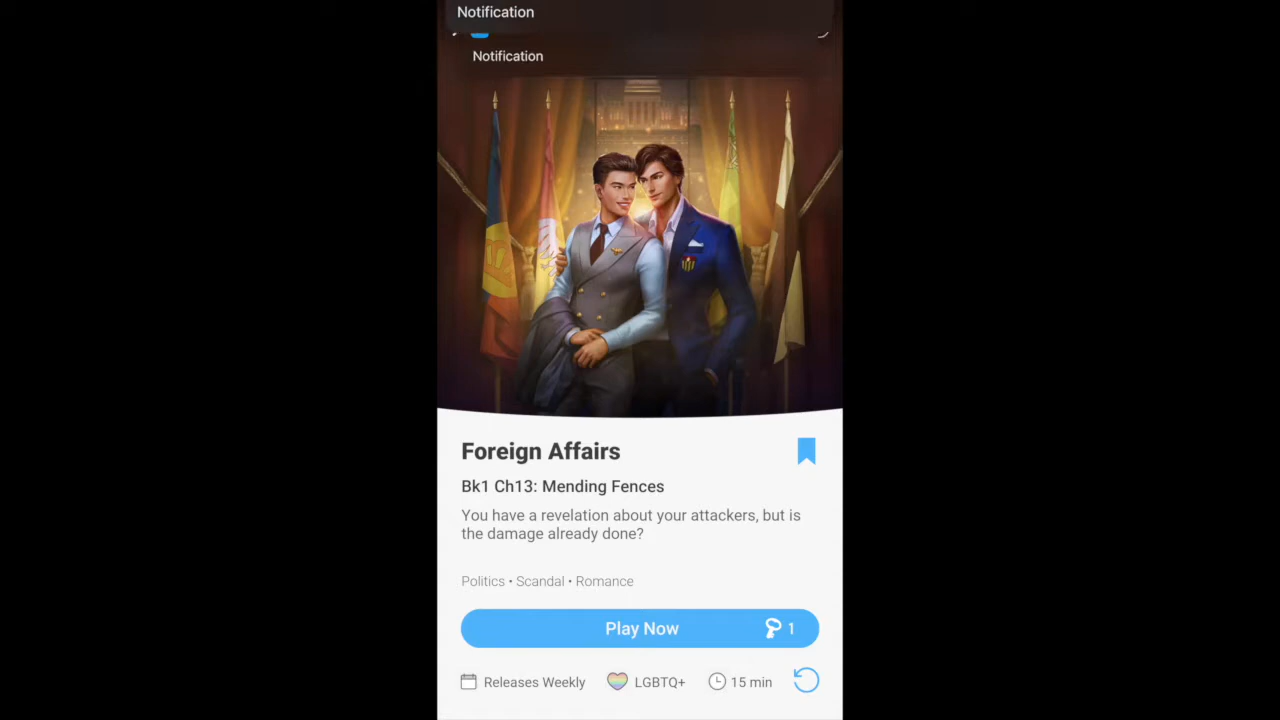 Notification
Notification
Foreign Affairs
Bk1 Ch13: Mending Fences
You have a revelation about your attackers, but is
the damage already done?
Politics • Scandal • Romance
Play Now 1
Releases Weekly LGBTQ+ 15 min